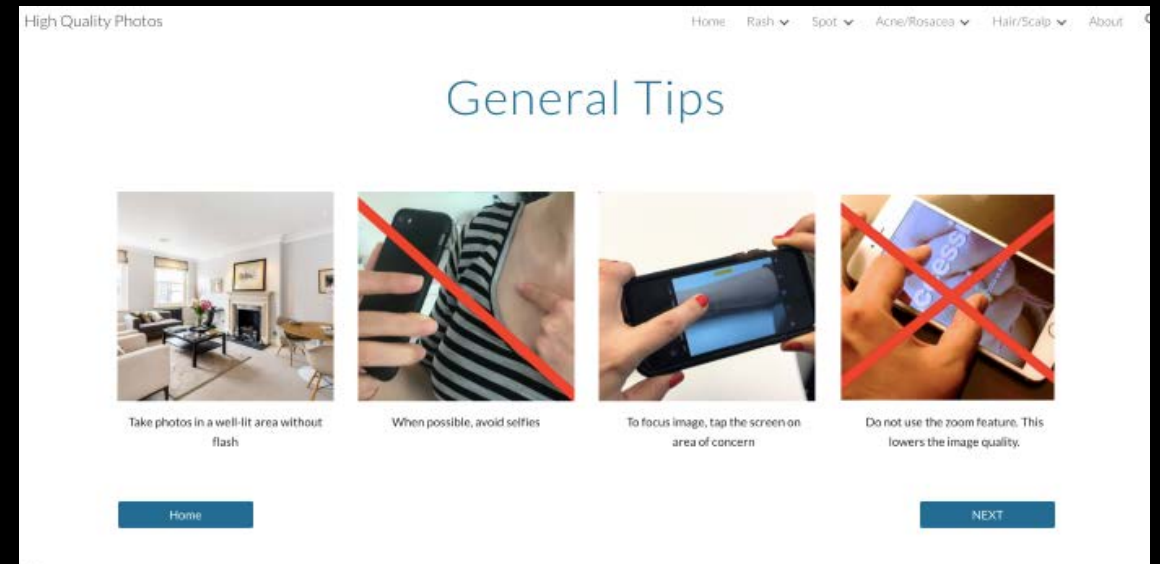 High Quality Photos
Home Rash Spot Acne/Rosacea Hair/Scalp About
General Tips
Take photos in a well-lit area without
flash
When possible, avoid selfies
To focus image, tap the screen on
area of concern
Do not use the zoom feature. This
lowers the image quality.
Home
NEXT